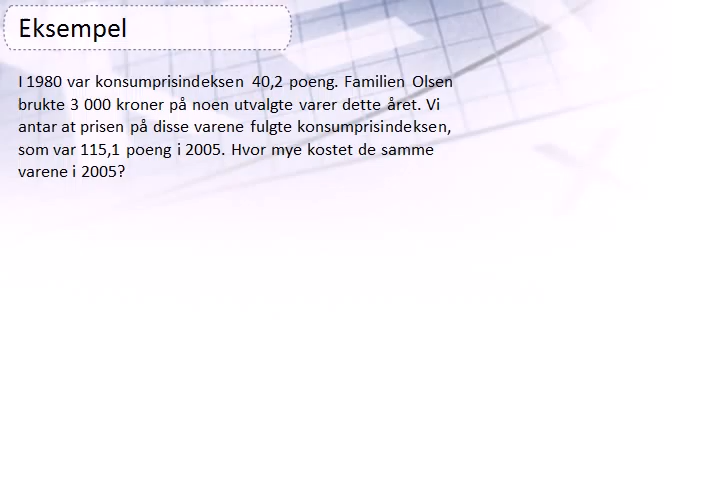 Eksempel
I 1980 var konsumprisindeksen 40,2 poeng. Familien Olsen
brukte 3 000 kroner på noen utvalgte varer dette året. Vi
antar at prisen på disse varene fulgte konsumprisindeksen,
som var 115,1 poeng i 2005. Hvor mye kostet de samme
varene i 2005?